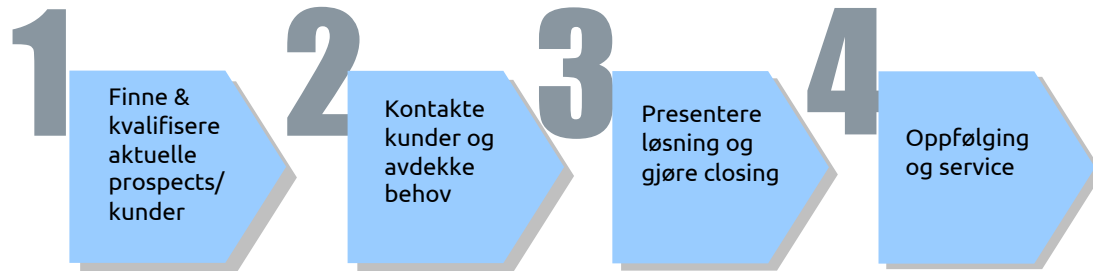 1
Finne &
kvalifisere
aktuelle
prospects/
kunder
2
Kontakte
kunder og
avdekke
behov
3
Presentere
løsning og
gjøre closing
4
Oppfølging
og service